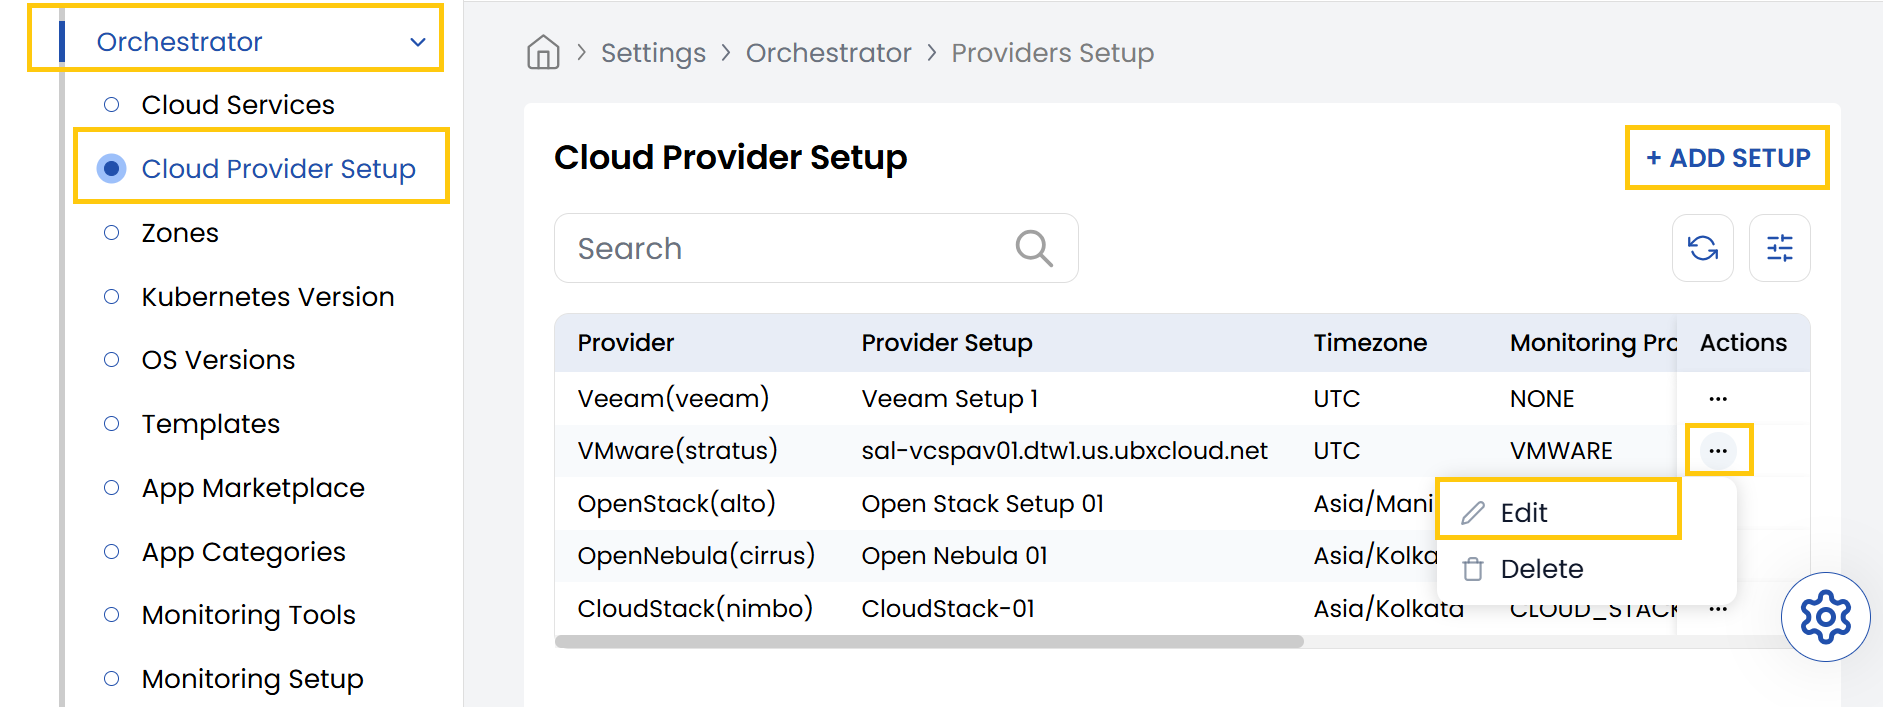 Orchestrator
Cloud Services
Cloud Provider Setup
Zones
Kubernetes Version
OS Versions
Templates
App Marketplace
App Categories
Monitoring Tools
Monitoring Setup
Settings Orchestrator Providers Setup
Cloud Provider Setup
+ ADD SETUP
Search
Provider Provider Setup Timezone Monitoring Pro Actions
Veeam(veeam) Veeam Setup 1 UTC NONE ...
VMware(stratus) sal-vcspav01.dtw1.us.ubxcloud.net UTC VMWARE ...
OpenStack(alto) Open Stack Setup 01 Asia/Mani
Edit
OpenNebula(cirrus) Open Nebula 01 Asia/Kolka
Delete
CloudStack(nimbo) CloudStack-01 Asia/Kolkata CLOUD_STACK ...